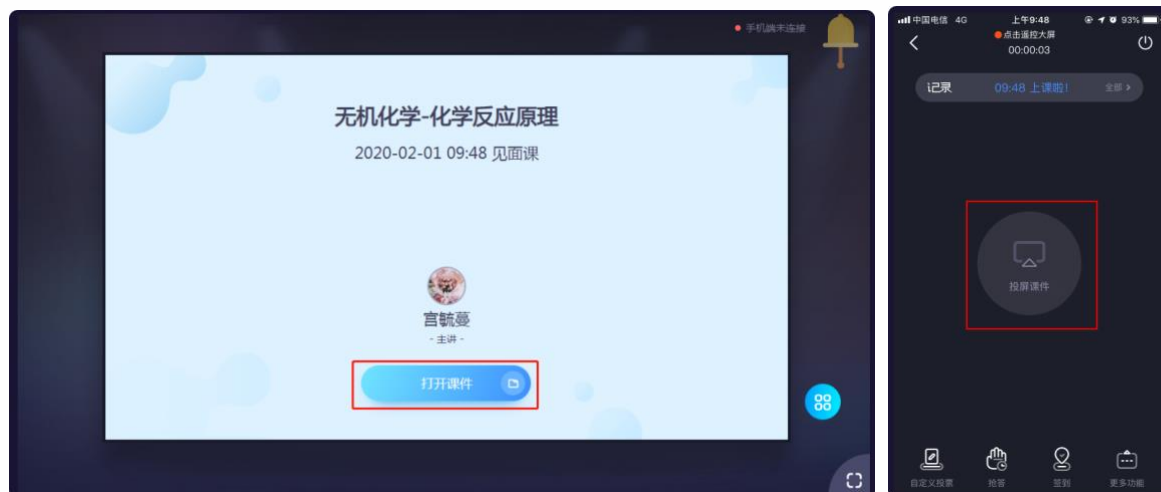 手机端未连接
无机化学-化学反应原理
2020-02-01 09:48 见面课
宫毓蔓
- 主讲 -
打开课件
中国电信 4G 上午9:48 93%
点击遥控大屏
00:00:03
记录 09:48 上课啦! 全部 >
投屏课件
自定义投票 抢答 签到 更多功能